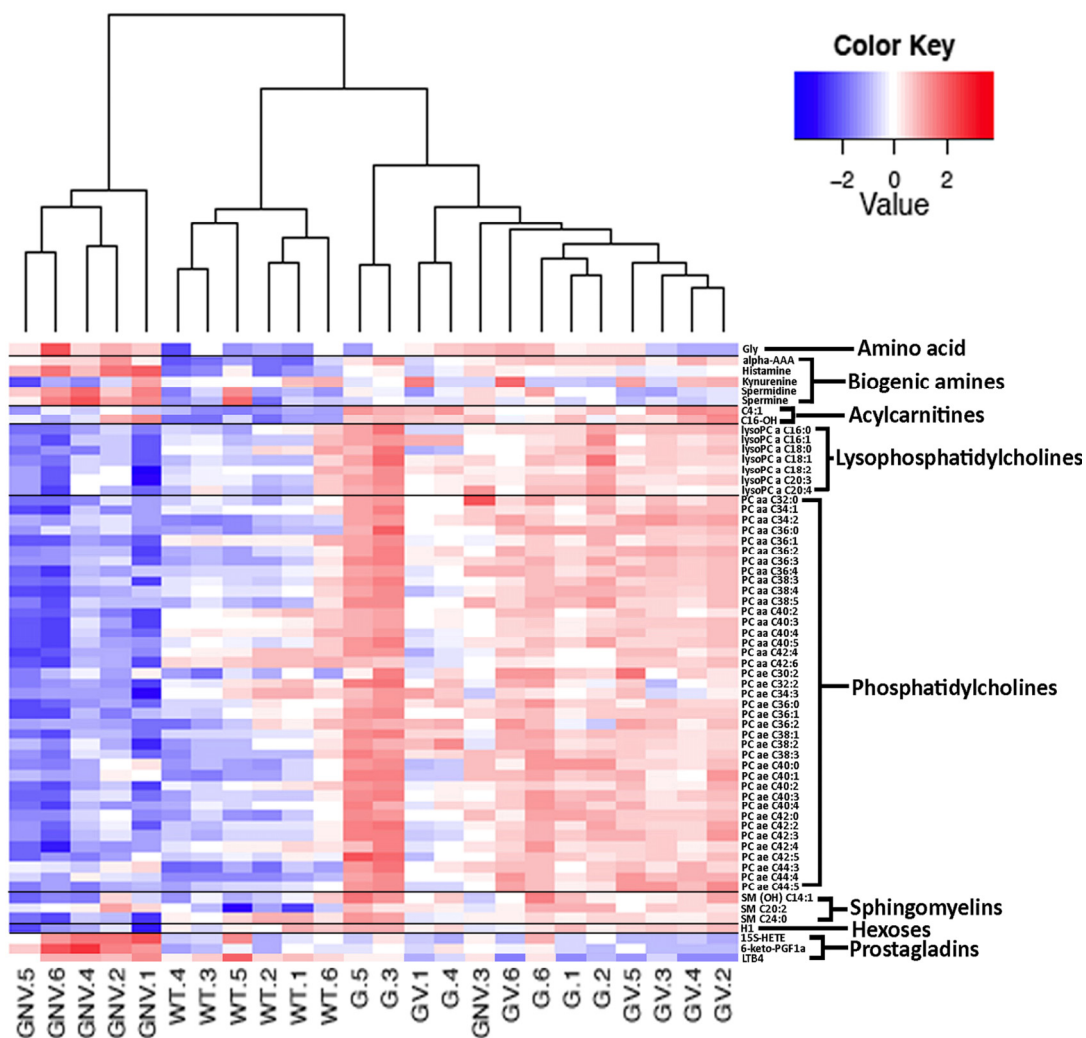 Color Key
−2 0 2
Value
Gly
Amino acid
alpha-AAA
Histamine
Kynurenine
Spermidine
Spermine
Biogenic amines
C4:1
C16-OH
Acylcarnitines
lysoPC a C16:0
lysoPC a C16:1
lysoPC a C18:0
lysoPC a C18:1
lysoPC a C18:2
lysoPC a C20:3
lysoPC a C20:4
Lysophosphatidylcholines
PC aa C32:0
PC aa C34:1
PC aa C34:2
PC aa C36:0
PC aa C36:1
PC aa C36:2
PC aa C36:3
PC aa C36:4
PC aa C38:3
PC aa C38:4
PC aa C38:5
PC aa C40:2
PC aa C40:3
PC aa C40:4
PC aa C40:5
PC aa C42:4
PC aa C42:6
PC ae C30:2
PC ae C32:2
PC ae C34:3
PC ae C36:0
PC ae C36:1
PC ae C36:2
PC ae C38:1
PC ae C38:2
PC ae C38:3
PC ae C40:0
PC ae C40:1
PC ae C40:2
PC ae C40:3
PC ae C40:4
PC ae C42:0
PC ae C42:2
PC ae C42:3
PC ae C42:4
PC ae C42:5
PC ae C44:3
PC ae C44:4
PC ae C44:5
Phosphatidylcholines
SM (OH) C14:1
SM C20:2
SM C24:0
Sphingomyelins
H1
Hexoses
15S-HETE
6-keto-PGF1a
LTB4
Prostagladins
GNV.5
GNV.6
GNV.4
GNV.2
GNV.1
WT.4
WT.3
WT.5
WT.2
WT.1
WT.6
G.5
G.3
GV.1
G.4
GNV.3
GV.6
G.6
G.1
G.2
GV.5
GV.3
GV.4
GV.2